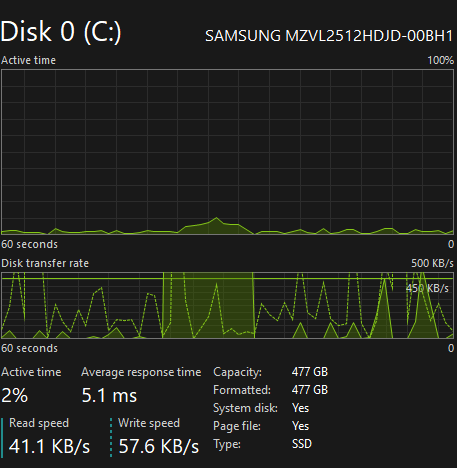 Disk 0 (C:) SAMSUNG MZVL2512HDJD-00BH1
Active time 100%
60 seconds 0
Disk transfer rate 500 KB/s
450 KB/s
60 seconds 0
Active time Average response time
2% 5.1 ms
Read speed Write speed
41.1 KB/s 57.6 KB/s
Capacity: 477 GB
Formatted: 477 GB
System disk: Yes
Page file: Yes
Type: SSD